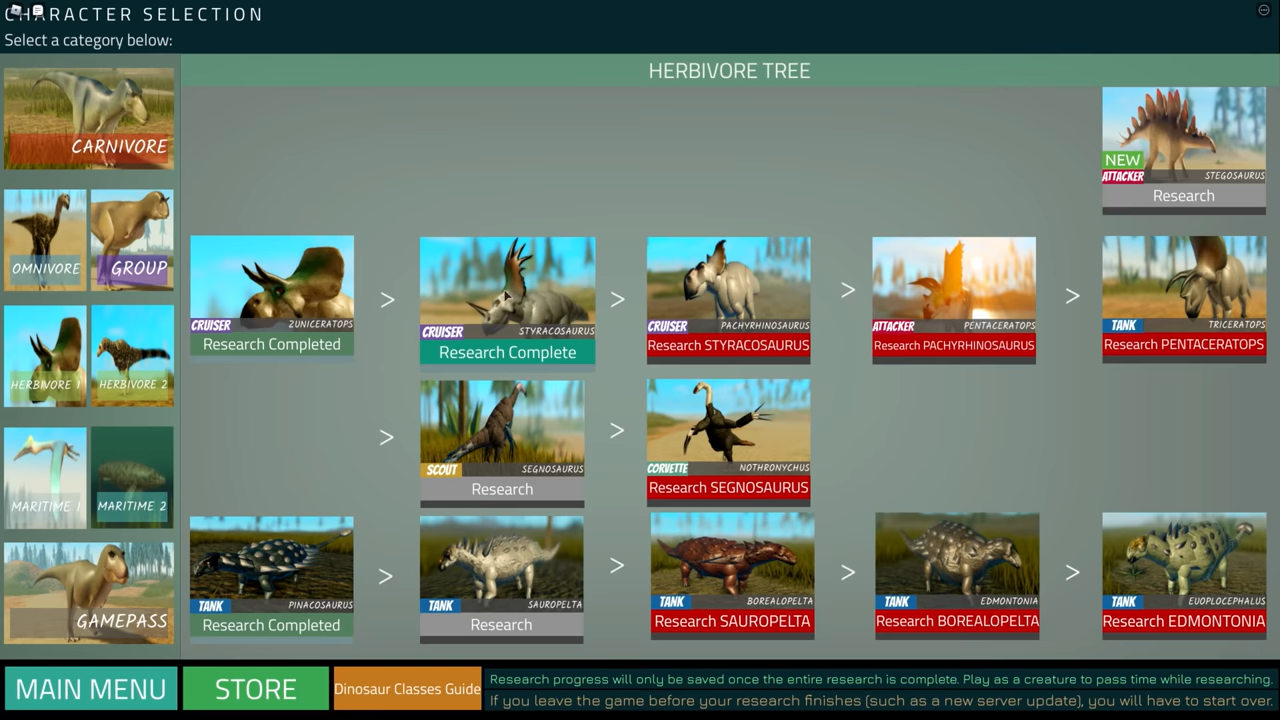 CHARACTER SELECTION
Select a category below:
HERBIVORE TREE
CARNIVORE
OMNIVORE
GROUP
HERBIVORE 1
HERBIVORE 2
MARITIME 1
MARITIME 2
GAMEPASS
NEW
ATTACKER
STEGOSAURUS
Research
CRUISER
ZUNICERATOPS
Research Completed
>
CRUISER
STYRACOSAURUS
Research Complete
>
CRUISER
PACHYRHINOSAURUS
Research STYRACOSAURUS
>
ATTACKER
PENTACERATOPS
Research PACHYRHINOSAURUS
>
TANK
TRICERATOPS
Research PENTACERATOPS
>
SCOUT
SEGNOSAURUS
Research
>
CORVETTE
NOTHRONYCHUS
Research SEGNOSAURUS
TANK
PINACOSAURUS
Research Completed
>
TANK
SAUROPELTA
Research
>
TANK
BOREALOPELTA
Research SAUROPELTA
>
TANK
EDMONTONIA
Research BOREALOPELTA
>
TANK
EUOPLOCEPHALUS
Research EDMONTONIA
MAIN MENU
STORE
Dinosaur Classes Guide
Research progress will only be saved once the entire research is complete. Play as a creature to pass time while researching.
If you leave the game before your research finishes (such as a new server update), you will have to start over.